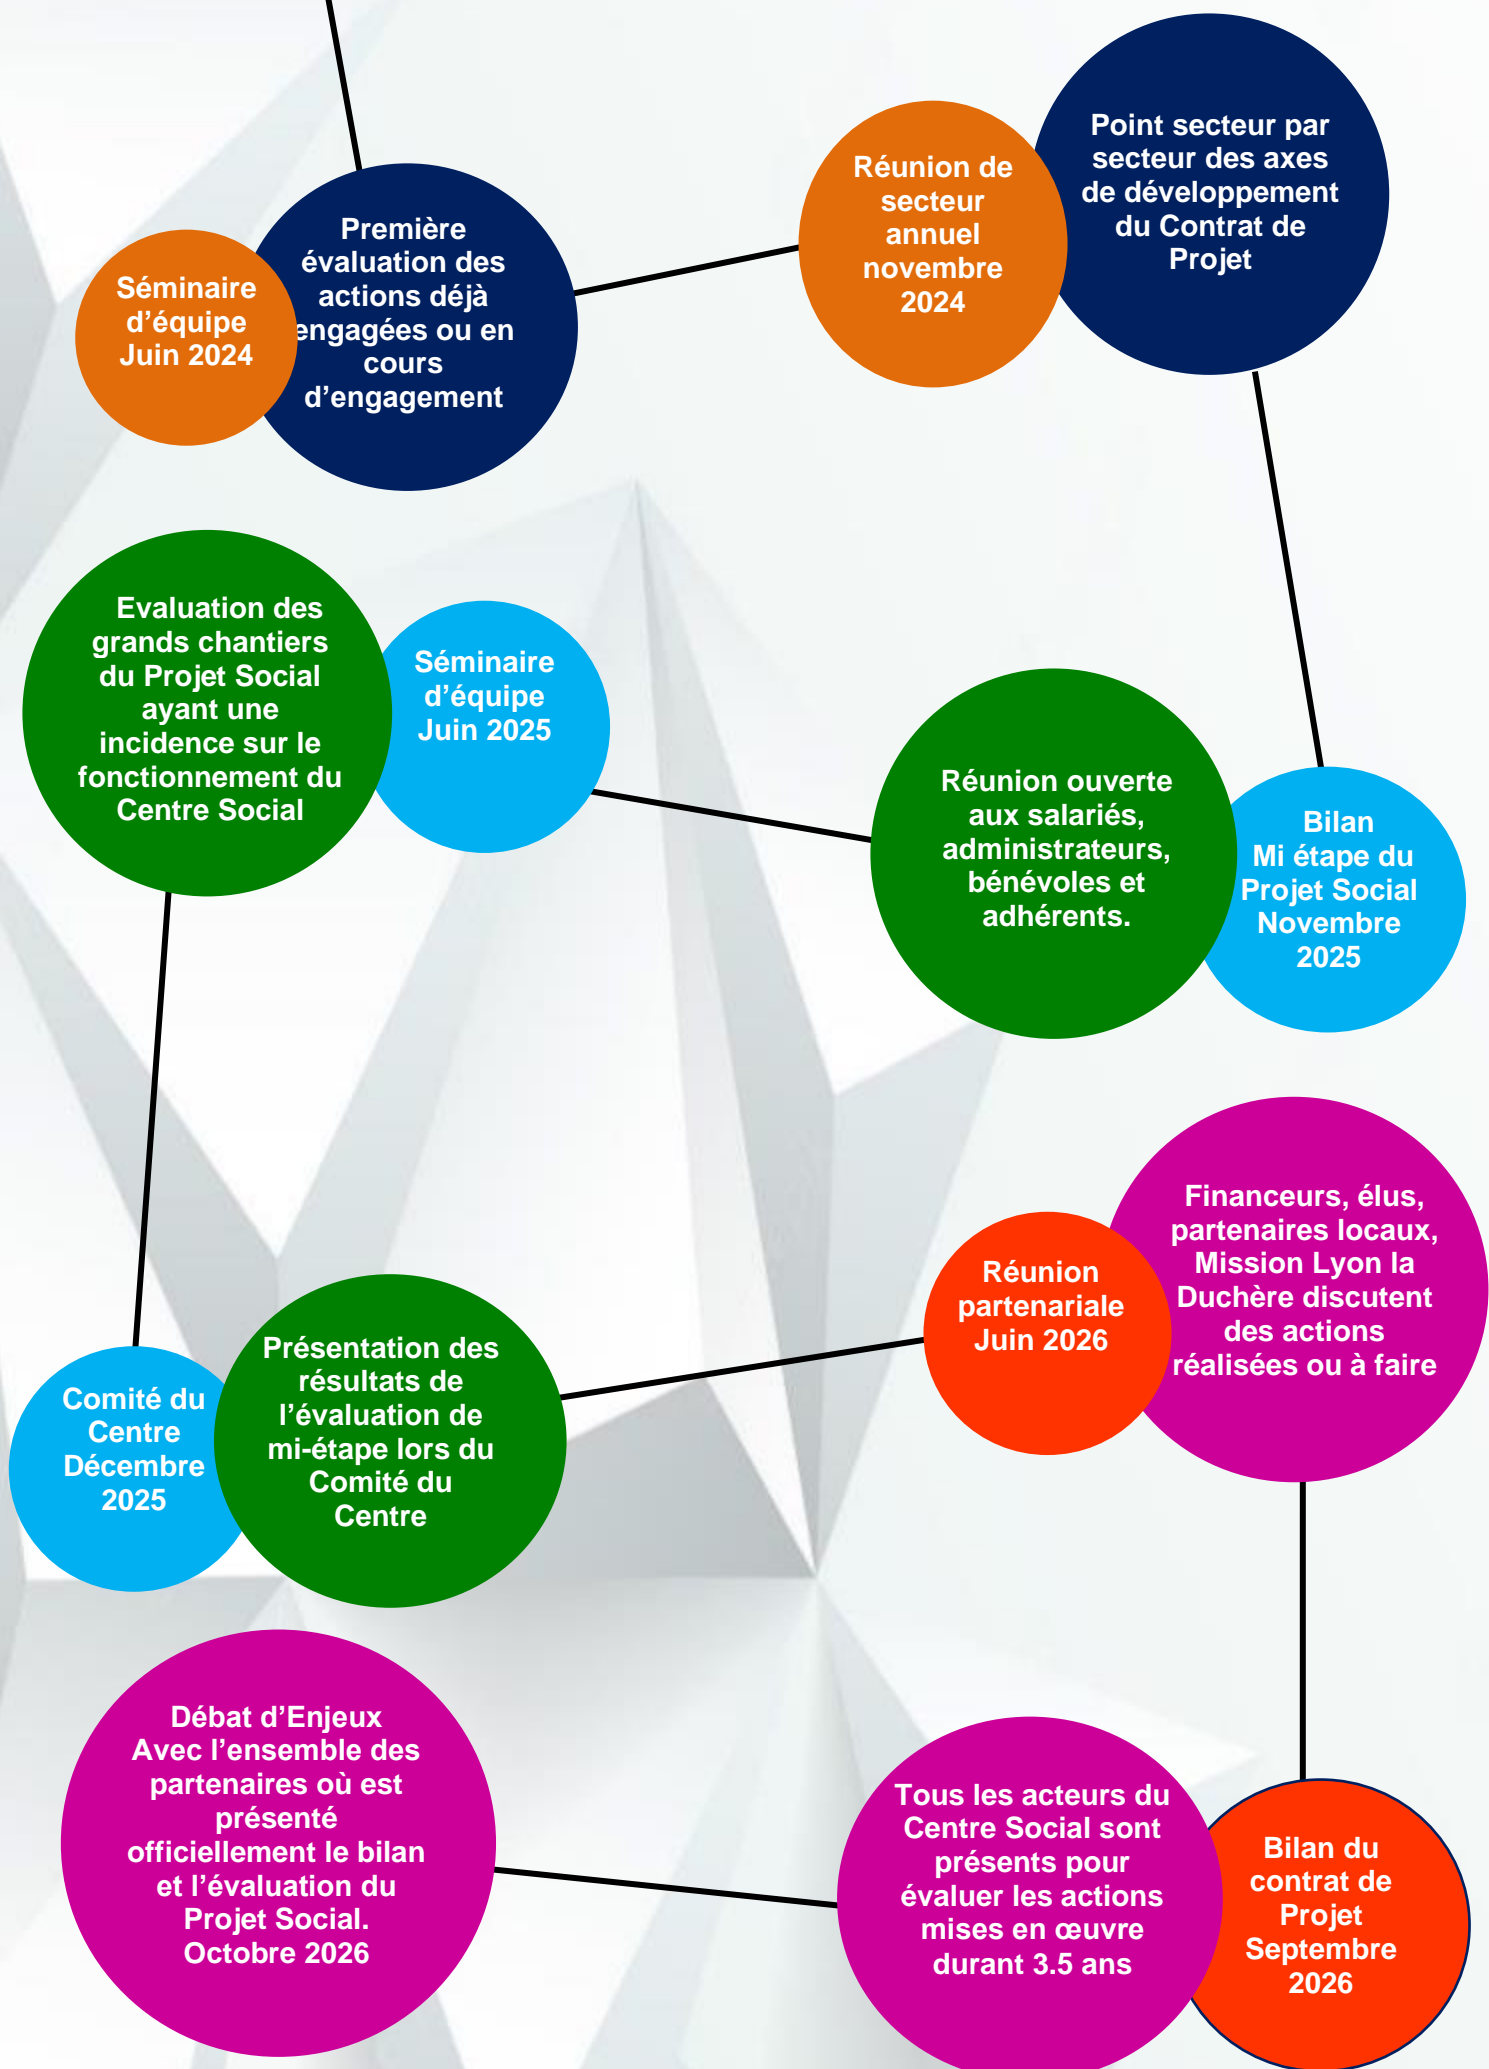 Séminaire
d’équipe
Juin 2024
Première
évaluation des
actions déjà
engagées ou en
cours
d’engagement
Réunion de
secteur
annuel
novembre
2024
Point secteur par
secteur des axes
de développement
du Contrat de
Projet
Evaluation des
grands chantiers
du Projet Social
ayant une
incidence sur le
fonctionnement du
Centre Social
Séminaire
d’équipe
Juin 2025
Réunion ouverte
aux salariés,
administrateurs,
bénévoles et
adhérents.
Bilan
Mi étape du
Projet Social
Novembre
2025
Comité du
Centre
Décembre
2025
Présentation des
résultats de
l’évaluation de
mi-étape lors du
Comité du
Centre
Réunion
partenariale
Juin 2026
Financeurs, élus,
partenaires locaux,
Mission Lyon la
Duchère discutent
des actions
réalisées ou à faire
Débat d’Enjeux
Avec l’ensemble des
partenaires où est
présenté
officiellement le bilan
et l’évaluation du
Projet Social.
Octobre 2026
Tous les acteurs du
Centre Social sont
présents pour
évaluer les actions
mises en œuvre
durant 3.5 ans
Bilan du
contrat de
Projet
Septembre
2026